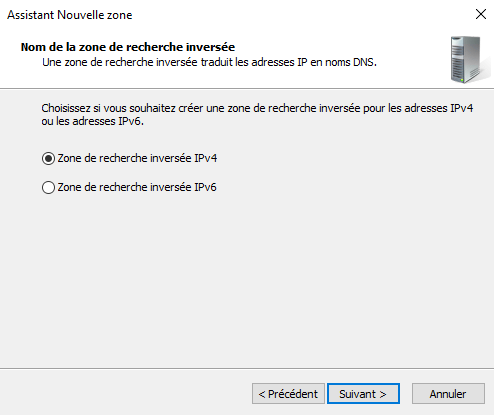 Assistant Nouvelle zone
Nom de la zone de recherche inversée
Une zone de recherche inversée traduit les adresses IP en noms DNS.
Choisissez si vous souhaitez créer une zone de recherche inversée pour les adresses IPv4
ou les adresses IPv6.
Zone de recherche inversée IPv4
Zone de recherche inversée IPv6
< Précédent
Suivant >
Annuler